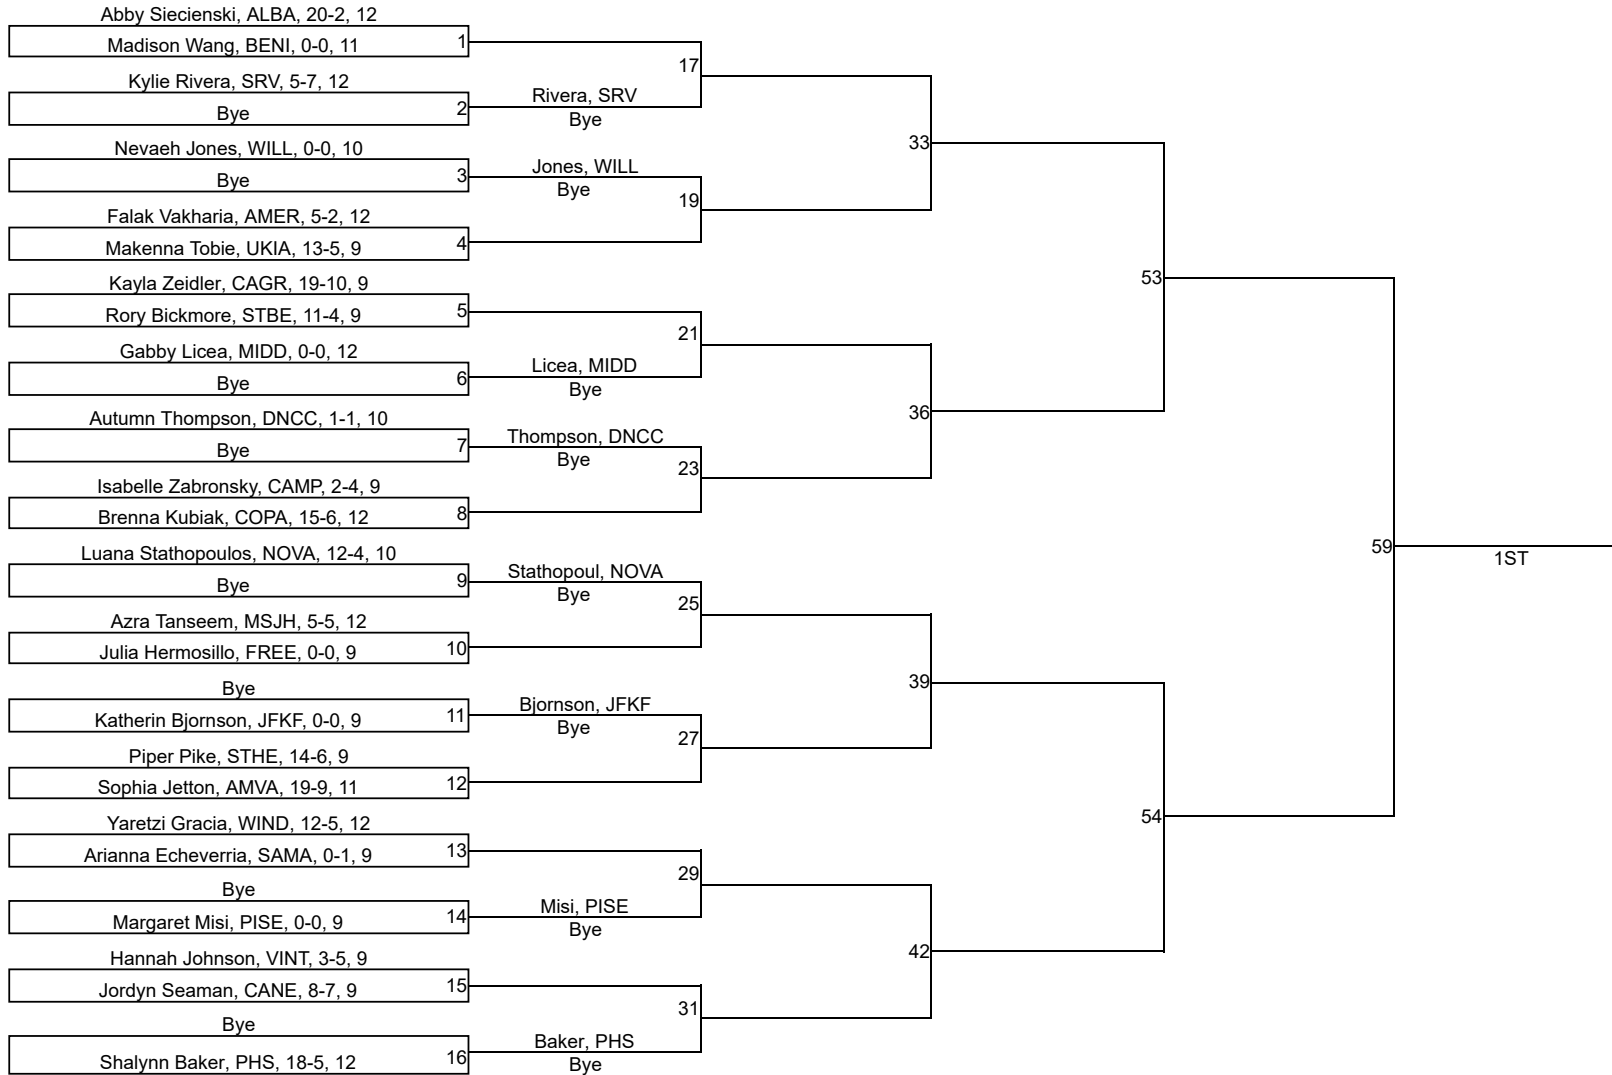 Abby Siecienski, ALBA, 20-2, 12
Madison Wang, BENI, 0-0, 11
1
17
Kylie Rivera, SRV, 5-7, 12
Bye
2
Rivera, SRV
Bye
33
Nevaeh Jones, WILL, 0-0, 10
Bye
3
Jones, WILL
Bye
19
Falak Vakharia, AMER, 5-2, 12
Makenna Tobie, UKIA, 13-5, 9
4
53
Kayla Zeidler, CAGR, 19-10, 9
Rory Bickmore, STBE, 11-4, 9
5
21
Gabby Licea, MIDD, 0-0, 12
Bye
6
Licea, MIDD
Bye
36
Autumn Thompson, DNCC, 1-1, 10
Bye
7
Thompson, DNCC
Bye
23
Isabelle Zabronsky, CAMP, 2-4, 9
Brenna Kubiak, COPA, 15-6, 12
8
59
1ST
Luana Stathopoulos, NOVA, 12-4, 10
Bye
9
Stathopoul, NOVA
Bye
25
Azra Tanseem, MSJH, 5-5, 12
Julia Hermosillo, FREE, 0-0, 9
10
39
Bye
Katherin Bjornson, JFKF, 0-0, 9
11
Bjornson, JFKF
Bye
27
Piper Pike, STHE, 14-6, 9
Sophia Jetton, AMVA, 19-9, 11
12
54
Yaretzi Gracia, WIND, 12-5, 12
Arianna Echeverria, SAMA, 0-1, 9
13
29
Bye
Margaret Misi, PISE, 0-0, 9
14
Misi, PISE
Bye
42
Hannah Johnson, VINT, 3-5, 9
Jordyn Seaman, CANE, 8-7, 9
15
31
Bye
Shalynn Baker, PHS, 18-5, 12
16
Baker, PHS
Bye